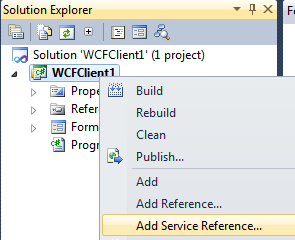 Solution Explorer
Solution 'WCFClient1' (1 project)
WCFClient1
Prope
Refere
Form
Progr
Build
Rebuild
Clean
Publish...
Add
Add Reference...
Add Service Reference...